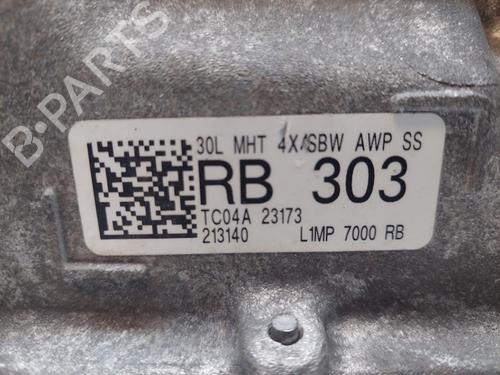 B-PARTS
30L MHT 4X/SBW AWP SS
RB 303
TC04A 23173
213140 L1MP 7000 RB